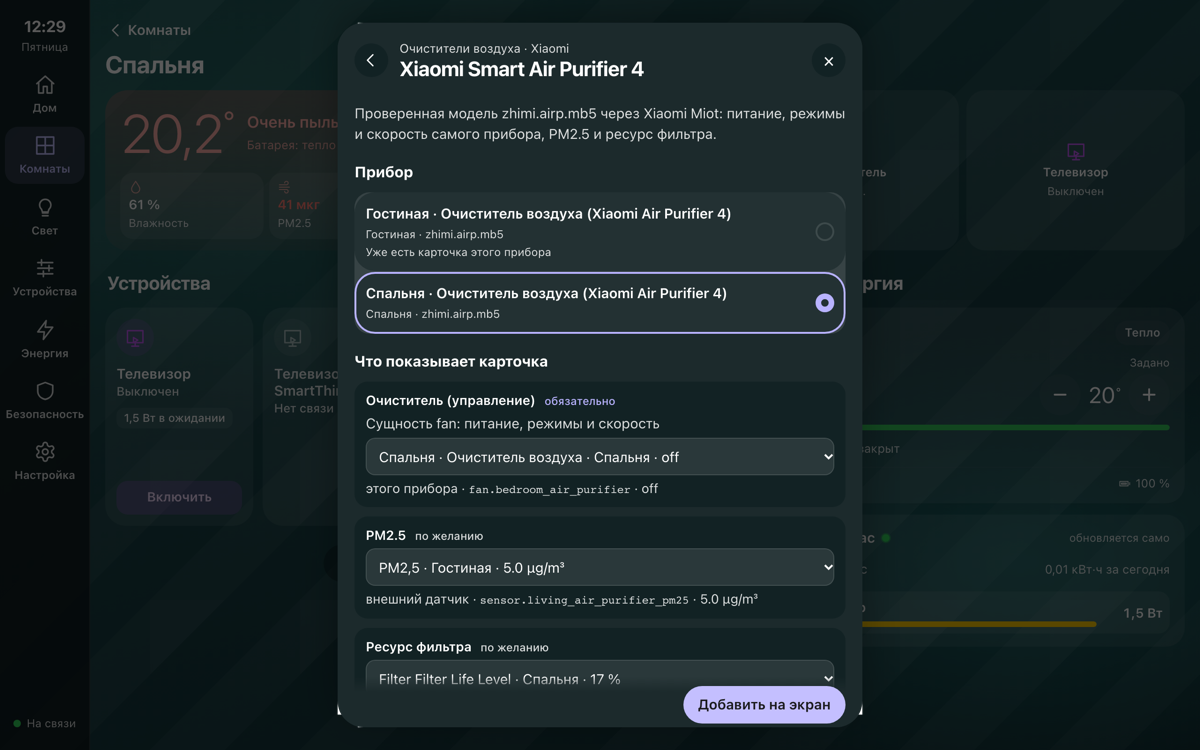 12:29
Пятница
Дом
Комнаты
Свет
Устройства
Энергия
Безопасность
Настройка
На связи
Комнаты
Спальня
20,2°
Очень пыль
Батарея: тепло
61 %
Влажность
41 мкг
PM2.5
Устройства
Телевизор
Выключен
1,5 Вт в ожидании
Включить
Нет связи
Очистители воздуха · Xiaomi
Xiaomi Smart Air Purifier 4
Проверенная модель zhimi.airp.mb5 через Xiaomi Miot: питание, режимы
и скорость самого прибора, PM2.5 и ресурс фильтра.
Прибор
Гостиная · Очиститель воздуха (Xiaomi Air Purifier 4)
Гостиная · zhimi.airp.mb5
Уже есть карточка этого прибора
Спальня · Очиститель воздуха (Xiaomi Air Purifier 4)
Спальня · zhimi.airp.mb5
Что показывает карточка
Очиститель (управление) обязательно
Сущность fan: питание, режимы и скорость
Спальня · Очиститель воздуха · Спальня · off
этого прибора · fan.bedroom_air_purifier · off
PM2.5 по желанию
PM2,5 · Гостиная · 5.0 µg/m³
внешний датчик · sensor.living_air_purifier_pm25 · 5.0 µg/m³
Ресурс фильтра по желанию
Filter Filter Life Level · Спальня · 17 %
Добавить на экран
Телевизор
Выключен
Тепло
Задано
− 20° +
100 %
обновляется само
0,01 кВт·ч за сегодня
1,5 Вт